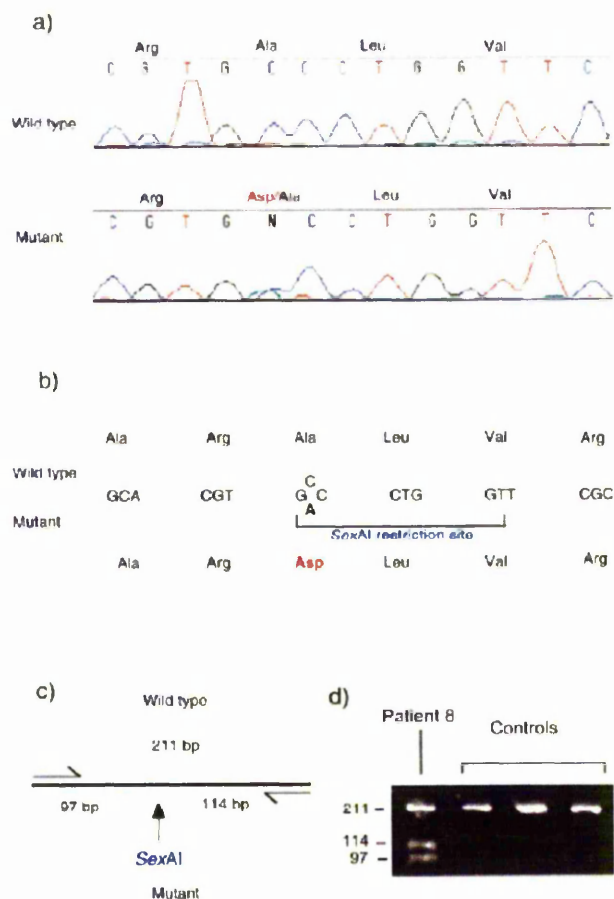 a)
Arg Ala Leu Val
C G T G C C C T G G T T C
Wild type
Arg Asp/Ala Leu Val
C G T G N C C T G G T T C
Mutant
b)
Ala Arg Ala Leu Val Arg
Wild type
C
GCA CGT G C CTG GTT CGC
A
Mutant
SexAI restriction site
Ala Arg Asp Leu Val Arg
c)
Wild type
211 bp
97 bp 114 bp
SexAI
Mutant
d)
Patient 8 Controls
211
114
97